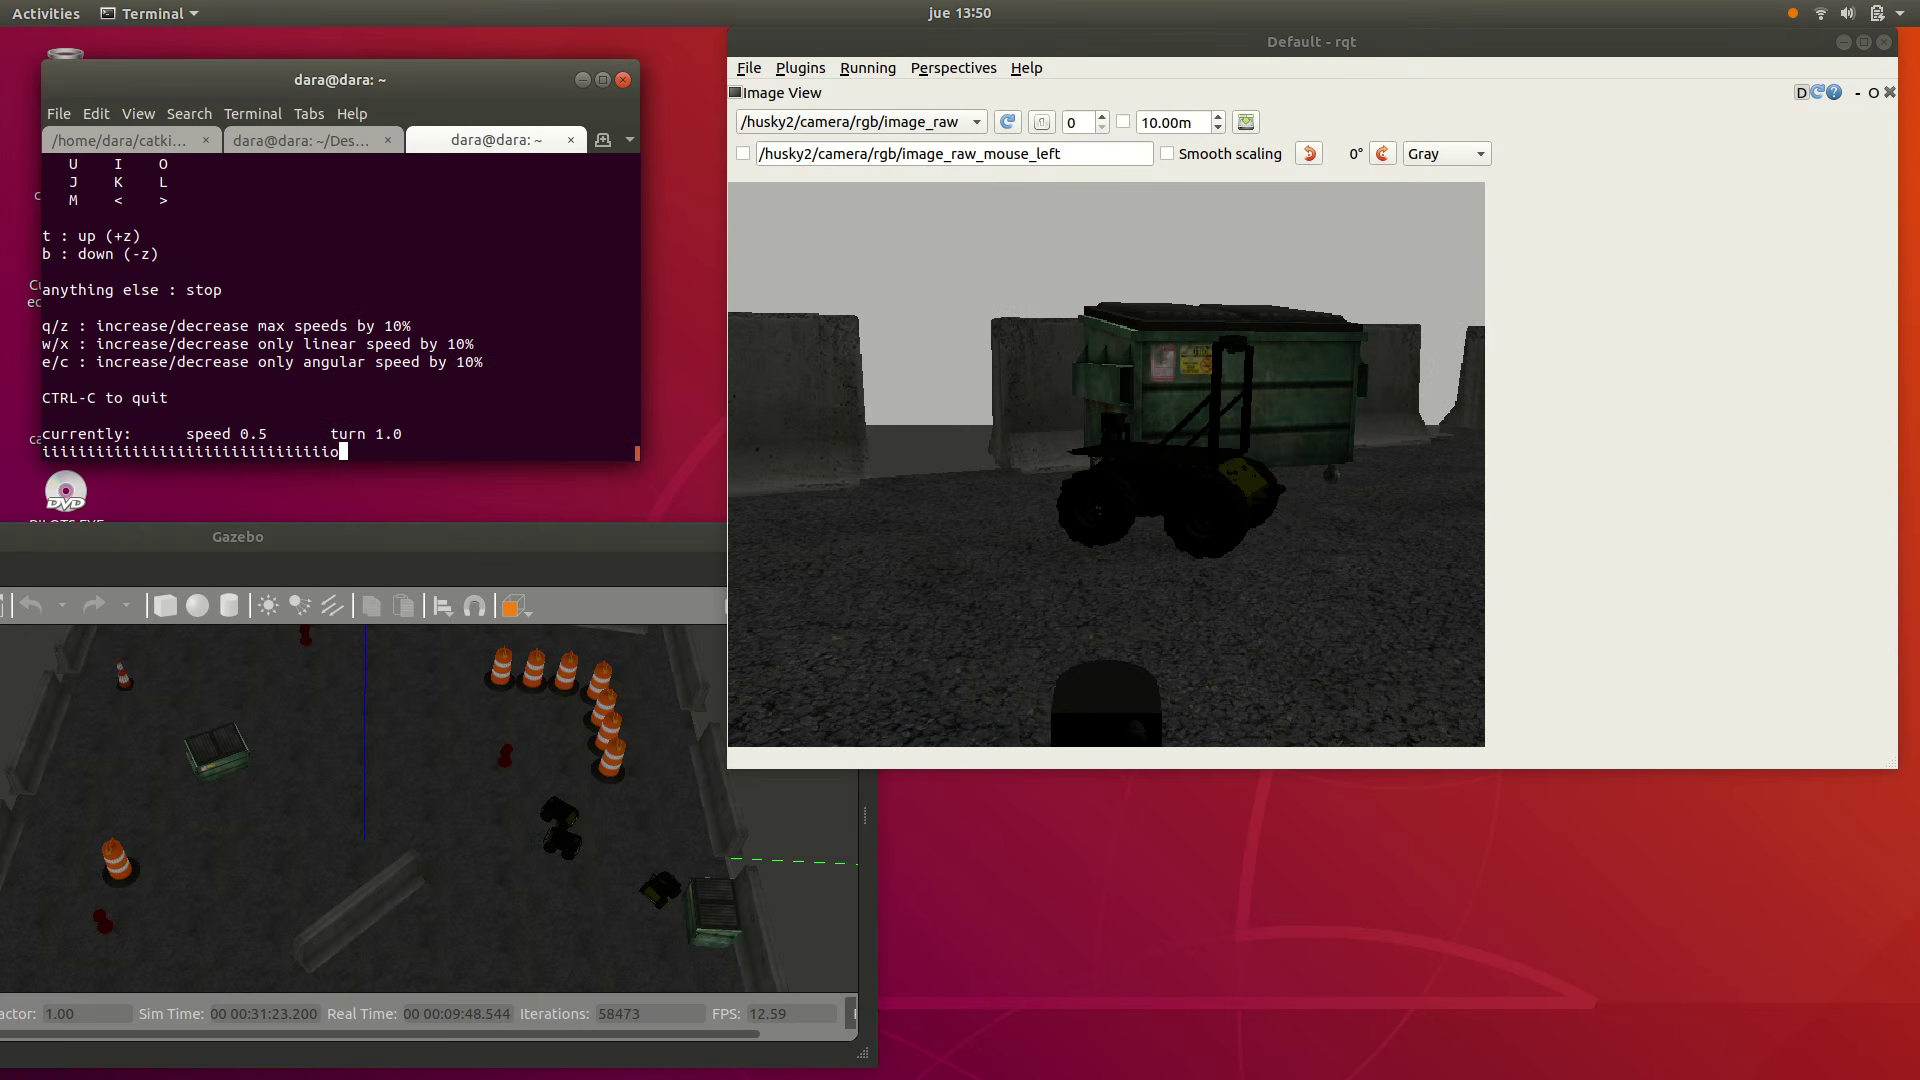 Activities
Terminal
jue 13:50
dara@dara: ~
File Edit View Search Terminal Tabs Help
/home/dara/catki...
dara@dara: ~/Des...
dara@dara: ~
U I O
J K L
M < >
t : up (+z)
b : down (-z)
anything else : stop
q/z : increase/decrease max speeds by 10%
w/x : increase/decrease only linear speed by 10%
e/c : increase/decrease only angular speed by 10%
CTRL-C to quit
currently: speed 0.5 turn 1.0
iiiiiiiiiiiiiiiiiiiiiiiiiiiiiiiio
DVD
Default - rqt
File Plugins Running Perspectives Help
Image View
D
- O
/husky2/camera/rgb/image_raw
0
10.00m
/husky2/camera/rgb/image_raw_mouse_left
Smooth scaling
0°
Gray
Gazebo
actor: 1.00 Sim Time: 00 00:31:23.200 Real Time: 00 00:09:48.544 Iterations: 58473 FPS: 12.59